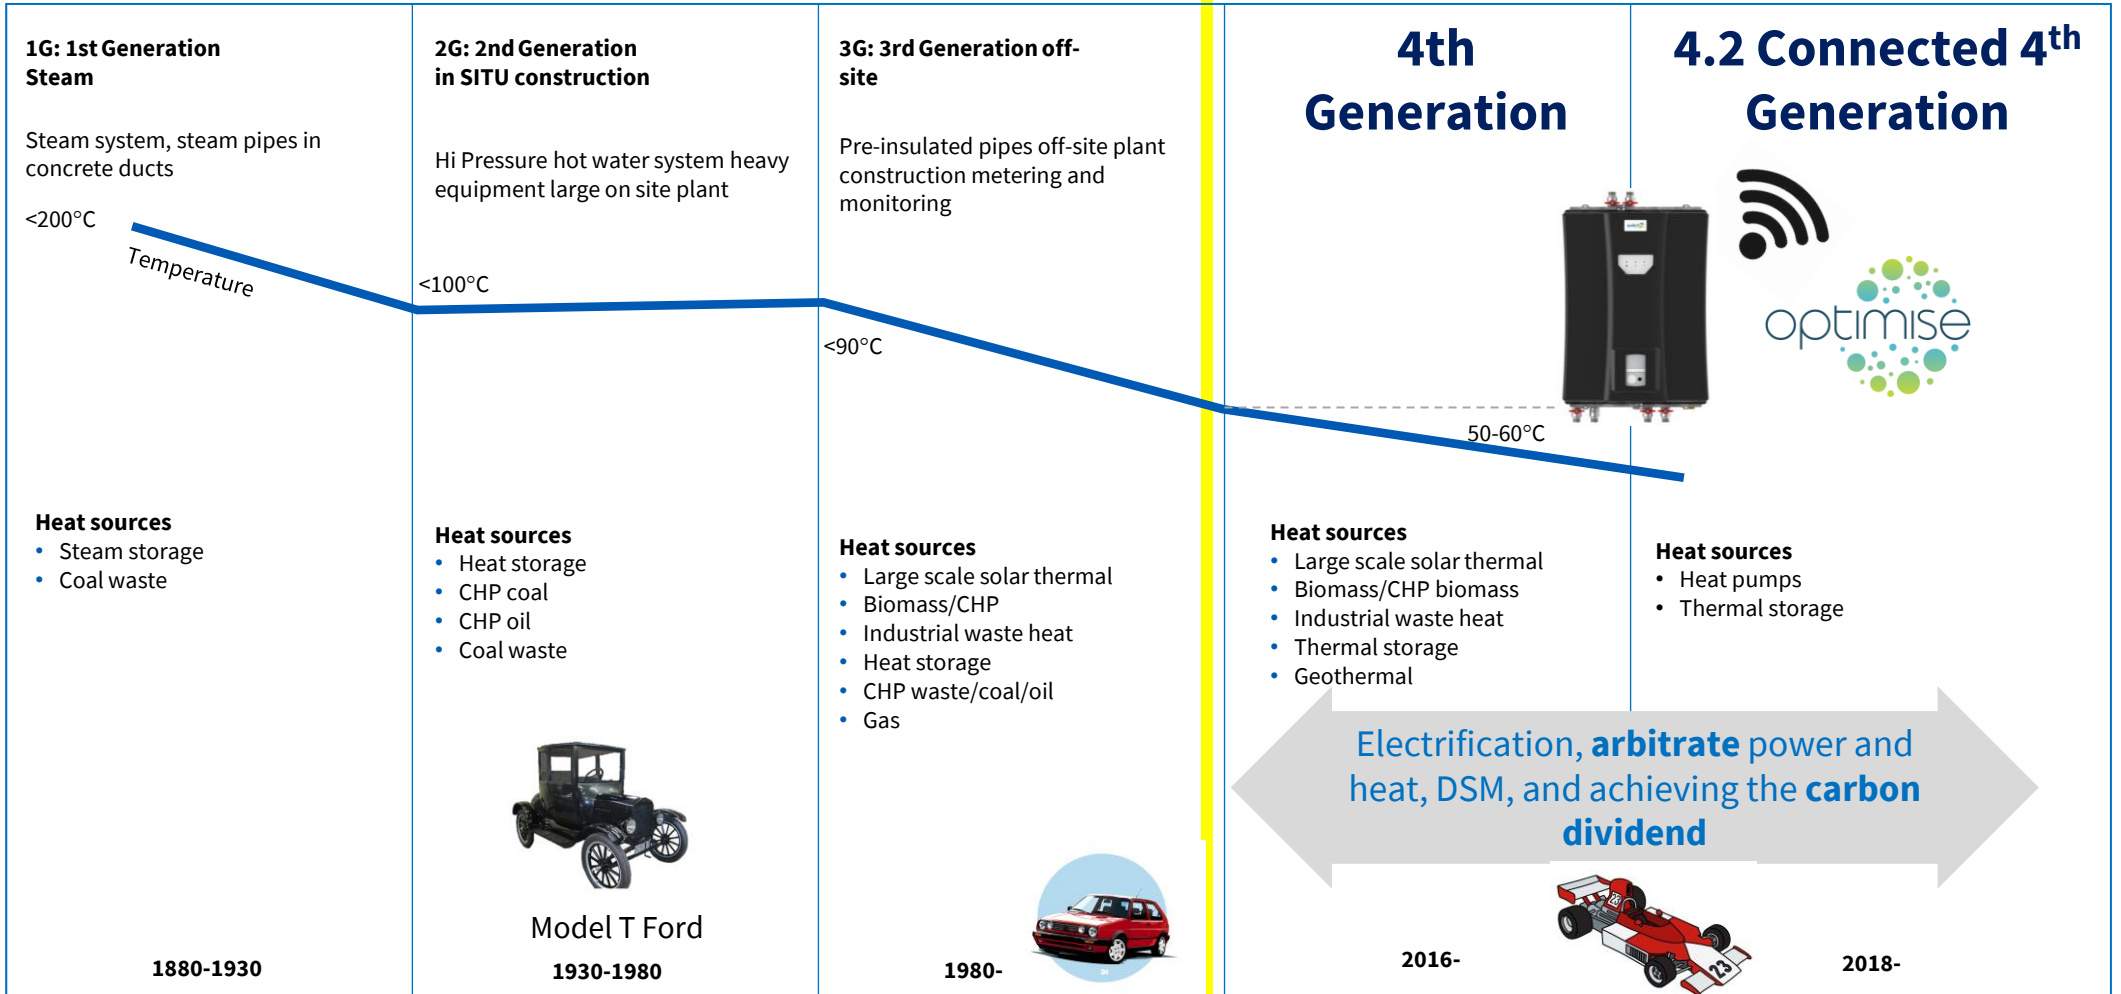 1G: 1st Generation
Steam
Steam system, steam pipes in
concrete ducts
<200°C
Temperature
Heat sources
• Steam storage
• Coal waste
1880-1930
2G: 2nd Generation
in SITU construction
Hi Pressure hot water system heavy
equipment large on site plant
<100°C
Heat sources
• Heat storage
• CHP coal
• CHP oil
• Coal waste
Model T Ford
1930-1980
3G: 3rd Generation off-
site
Pre-insulated pipes off-site plant
construction metering and
monitoring
<90°C
Heat sources
• Large scale solar thermal
• Biomass/CHP
• Industrial waste heat
• Heat storage
• CHP waste/coal/oil
• Gas
1980-
4th
Generation
50-60°C
Heat sources
• Large scale solar thermal
• Biomass/CHP biomass
• Industrial waste heat
• Thermal storage
• Geothermal
2016-
4.2 Connected 4th
Generation
optimise
Heat sources
• Heat pumps
• Thermal storage
Electrification, arbitrate power and
heat, DSM, and achieving the carbon
dividend
23
23
2018-